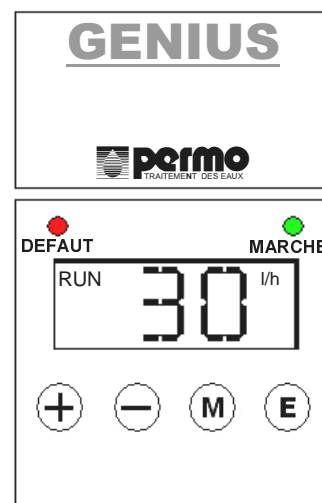 GENIUS
permo
TRAITEMENT DES EAUX
DEFAUT MARCHE
RUN 30 l/h
+ - M E